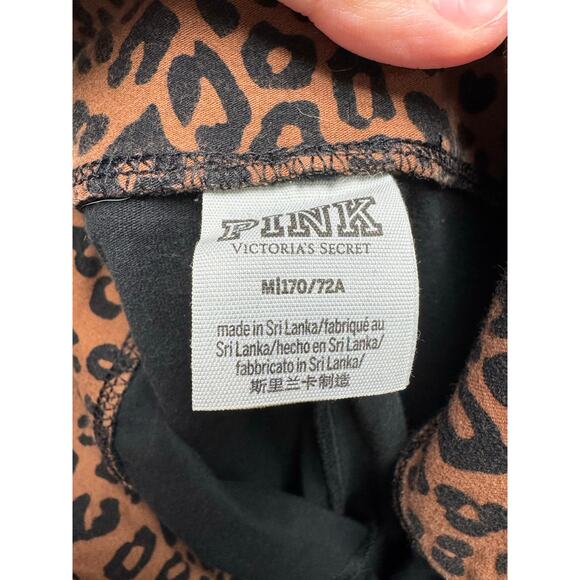 PINK
VICTORIA'S SECRET
M|170/72A
made in Sri Lanka/fabriqué au
Sri Lanka/hecho en Sri Lanka/
fabbricato in Sri Lanka/
斯里兰卡制造